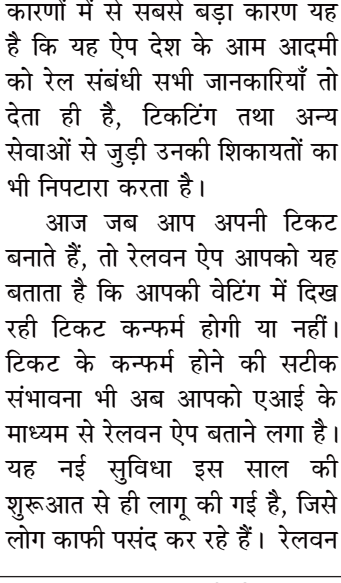 कारणों में से सबसे बड़ा कारण यह
है कि यह ऐप देश के आम आदमी
को रेल संबंधी सभी जानकारियाँ तो
देता ही है, टिकटिंग तथा अन्य
सेवाओं से जुड़ी उनकी शिकायतों का
भी निपटारा करता है।
आज जब आप अपनी टिकट
बनाते हैं, तो रेलवन ऐप आपको यह
बताता है कि आपकी वेटिंग में दिख
रही टिकट कन्फर्म होगी या नहीं।
टिकट के कन्फर्म होने की सटीक
संभावना भी अब आपको एआई के
माध्यम से रेलवन ऐप बताने लगा है।
यह नई सुविधा इस साल की
शुरूआत से ही लागू की गई है, जिसे
लोग काफी पसंद कर रहे हैं। रेलवन